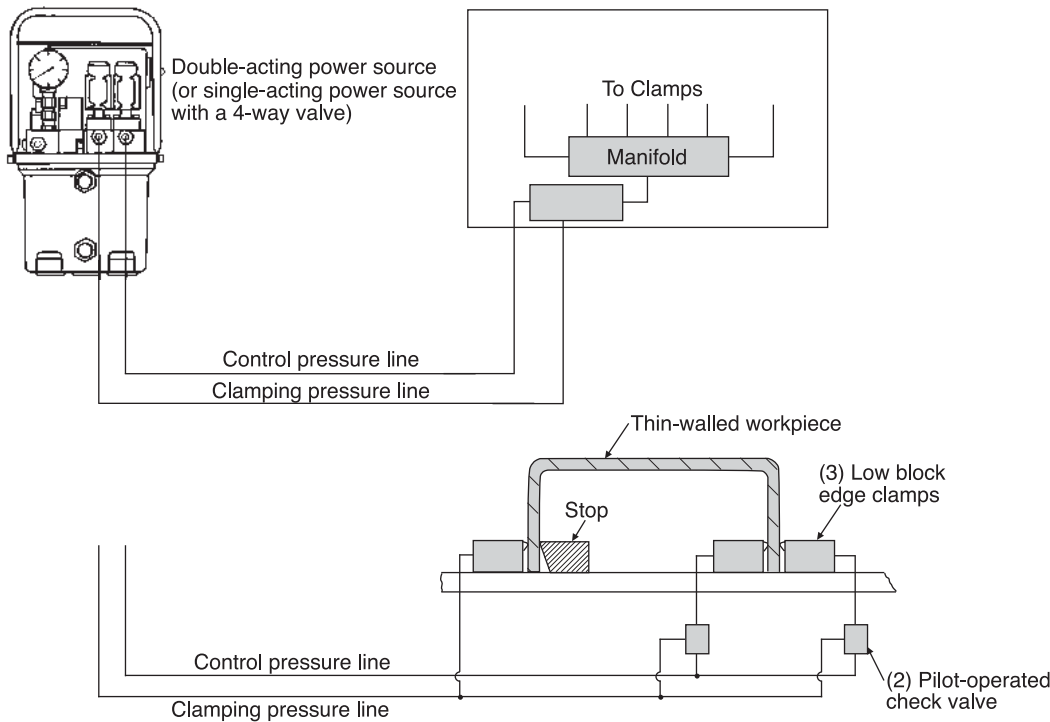 Double-acting power source
(or single-acting power source
with a 4-way valve)
To Clamps
Manifold
Control pressure line
Clamping pressure line
Thin-walled workpiece
(3) Low block
edge clamps
Stop
Control pressure line
(2) Pilot-operated
check valve
Clamping pressure line